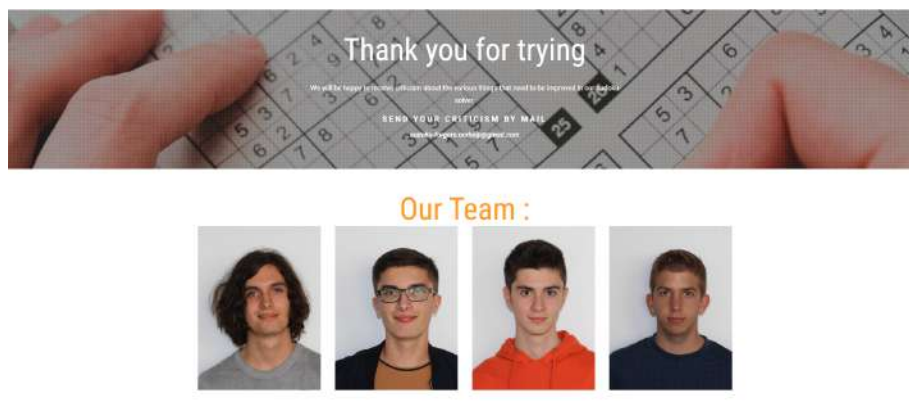 Thank you for trying
We will be happy to receive criticism about the various things that need to be improved in our sudoku
solver
SEND YOUR CRITICISM BY MAIL
Our Team :